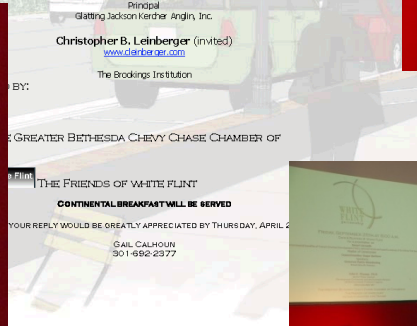 Principal
Glatting Jackson Kercher Anglin, Inc.
Christopher B. Leinberger (invited)
www.cleinberger.com
The Brookings Institution
BY:
GREATER BETHESDA CHEVY CHASE CHAMBER OF
Flint
THE FRIENDS OF WHITE FLINT
CONTINENTAL BREAKFAST WILL BE SERVED
YOUR REPLY WOULD BE GREATLY APPRECIATED BY THURSDAY, APRIL 2
GAIL CALHOUN
301-692-2377
WHITE
FLINT